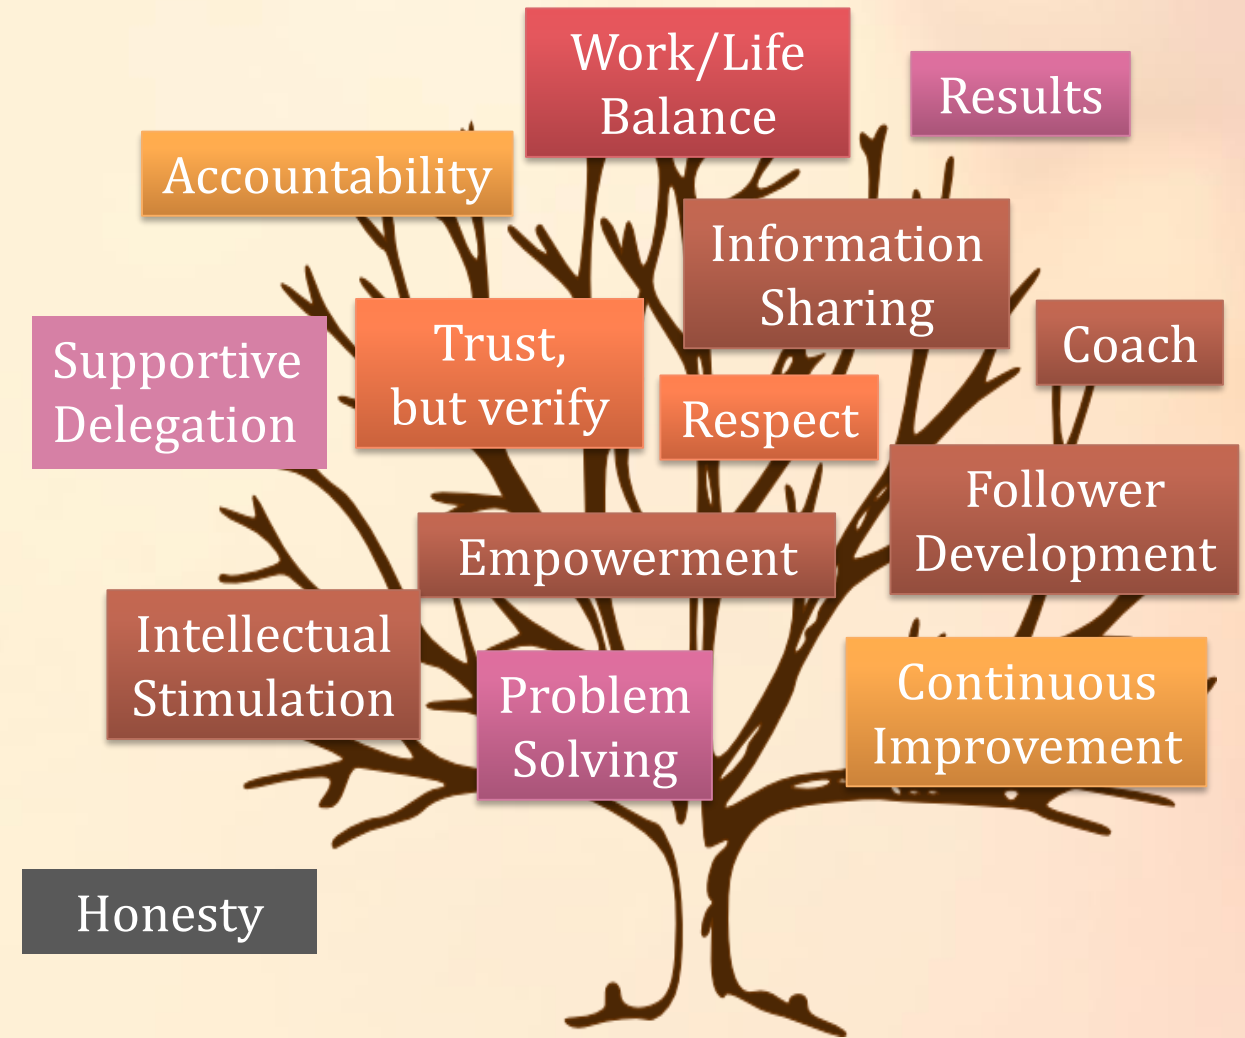 Work/Life
Balance
Results
Accountability
Information
Sharing
Supportive
Delegation
Trust,
but verify
Coach
Respect
Follower
Development
Empowerment
Intellectual
Stimulation
Problem
Solving
Continuous
Improvement
Honesty